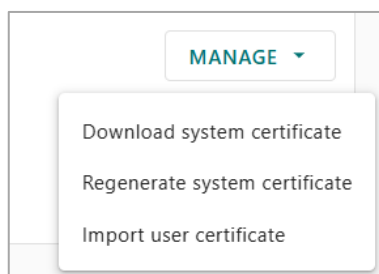 MANAGE
Download system certificate
Regenerate system certificate
Import user certificate